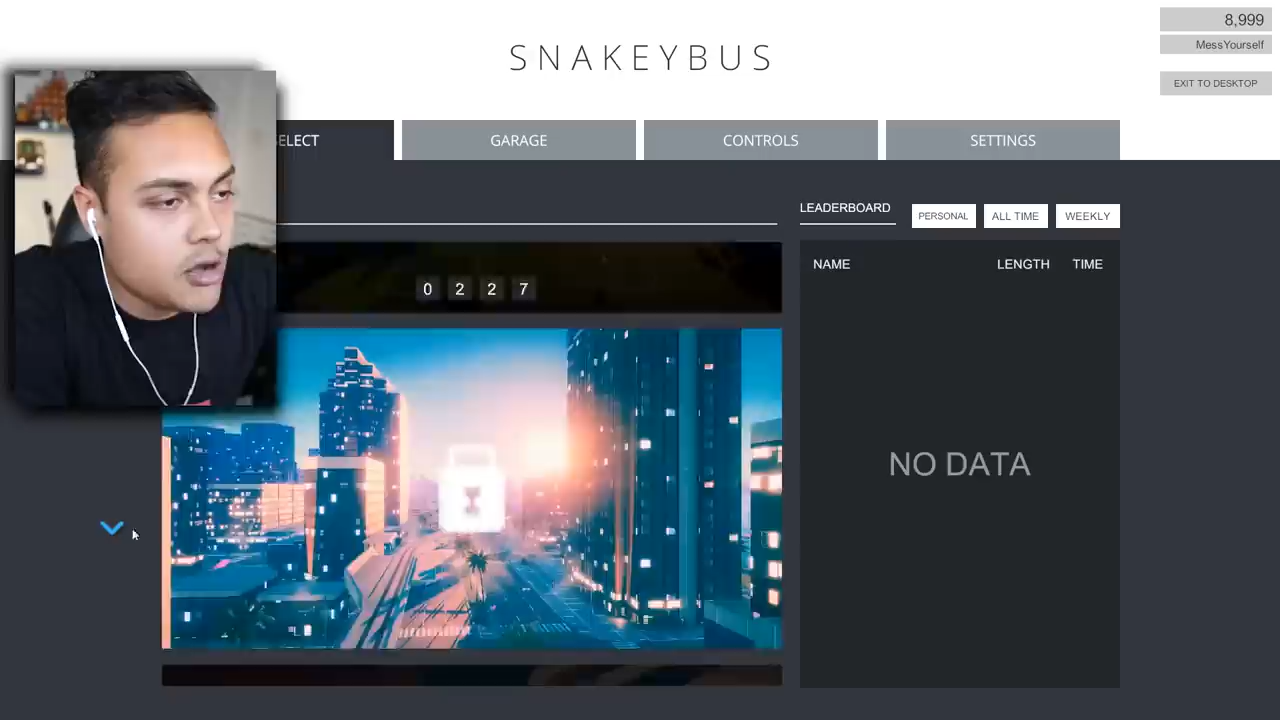 8,999
SNAKEYBUS
MessYourself
EXIT TO DESKTOP
ELECT GARAGE CONTROLS SETTINGS
LEADERBOARD PERSONAL ALL TIME WEEKLY
NAME LENGTH TIME
0 2 2 7
NO DATA